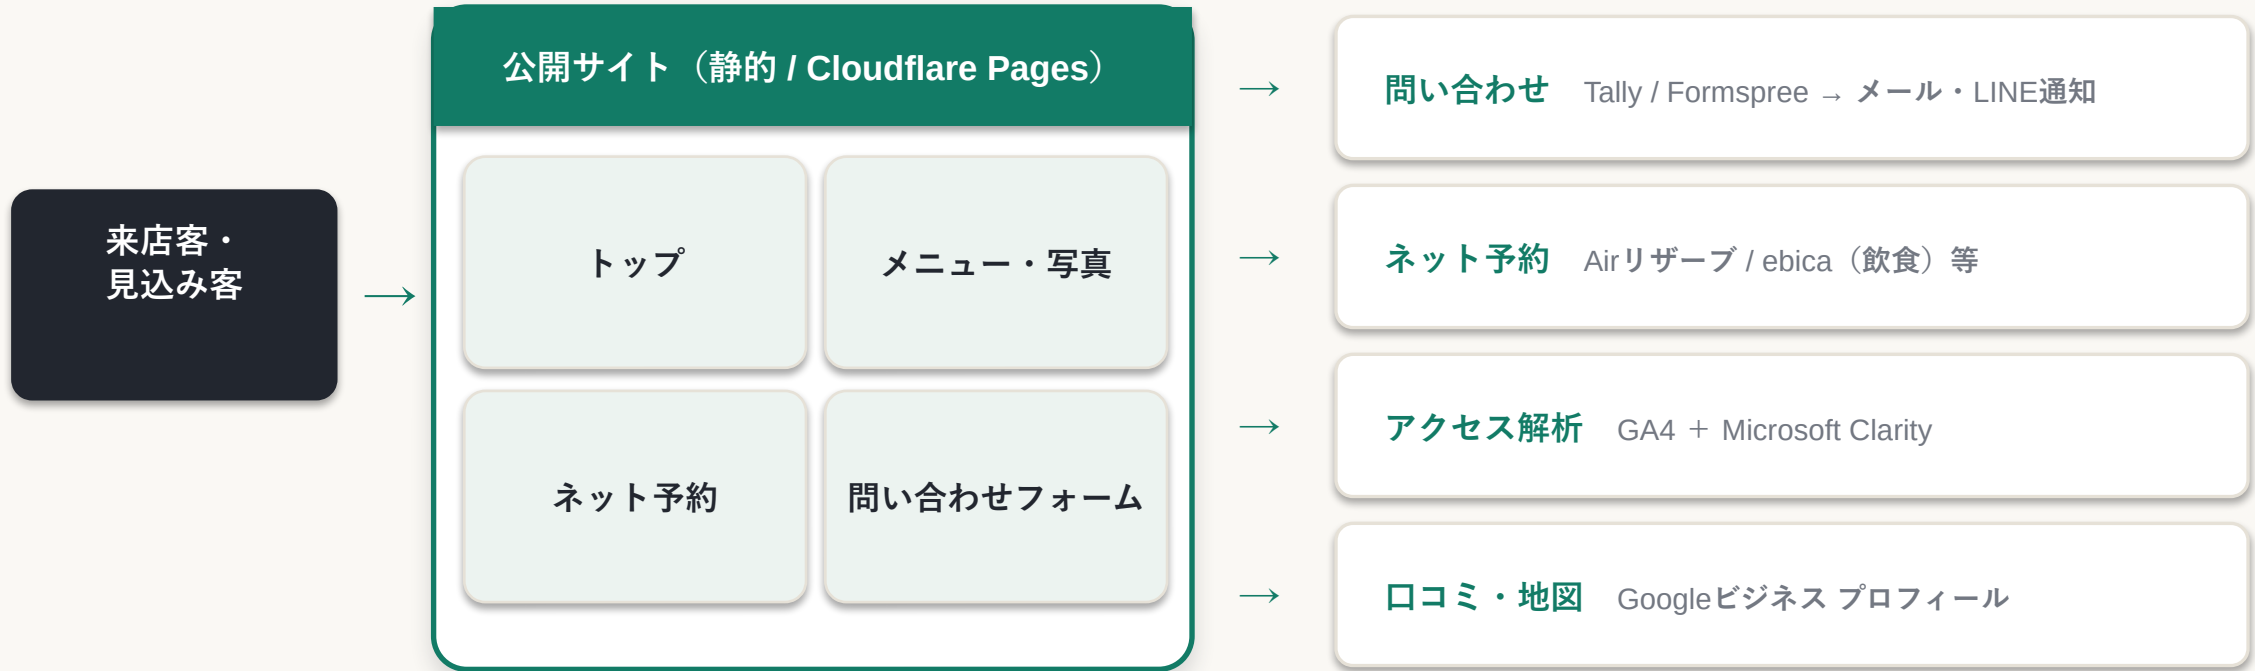 来店客・
見込み客
→
公開サイト（静的 / Cloudflare Pages）
トップ
メニュー・写真
ネット予約
問い合わせフォーム
→ 問い合わせ Tally / Formspree → メール・LINE通知
→ ネット予約 Airリザーブ / ebica（飲食）等
→ アクセス解析 GA4 ＋ Microsoft Clarity
→ 口コミ・地図 Googleビジネス プロフィール